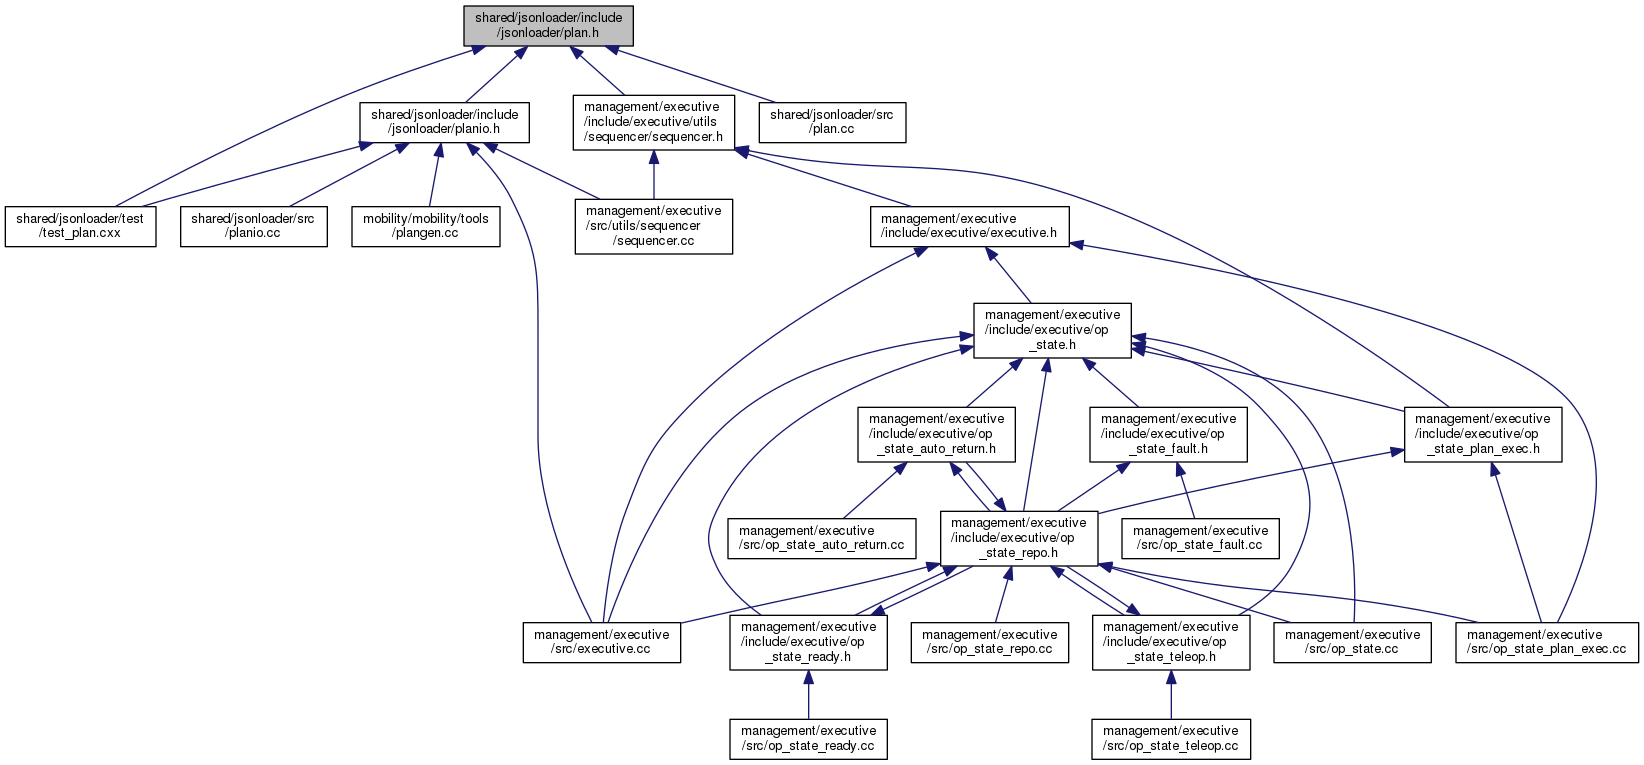 shared/jsonloader/include
/jsonloader/plan.h
shared/jsonloader/include
/jsonloader/planio.h
management/executive
/include/executive/utils
/sequencer/sequencer.h
shared/jsonloader/src
/plan.cc
shared/jsonloader/test
/test_plan.cxx
shared/jsonloader/src
/planio.cc
mobility/mobility/tools
/plangen.cc
management/executive
/src/utils/sequencer
/sequencer.cc
management/executive
/include/executive/executive.h
management/executive
/include/executive/op
_state.h
management/executive
/include/executive/op
_state_auto_return.h
management/executive
/include/executive/op
_state_fault.h
management/executive
/include/executive/op
_state_plan_exec.h
management/executive
/src/op_state_auto_return.cc
management/executive
/include/executive/op
_state_repo.h
management/executive
/src/op_state_fault.cc
management/executive
/src/executive.cc
management/executive
/include/executive/op
_state_ready.h
management/executive
/src/op_state_repo.cc
management/executive
/include/executive/op
_state_teleop.h
management/executive
/src/op_state.cc
management/executive
/src/op_state_plan_exec.cc
management/executive
/src/op_state_ready.cc
management/executive
/src/op_state_teleop.cc